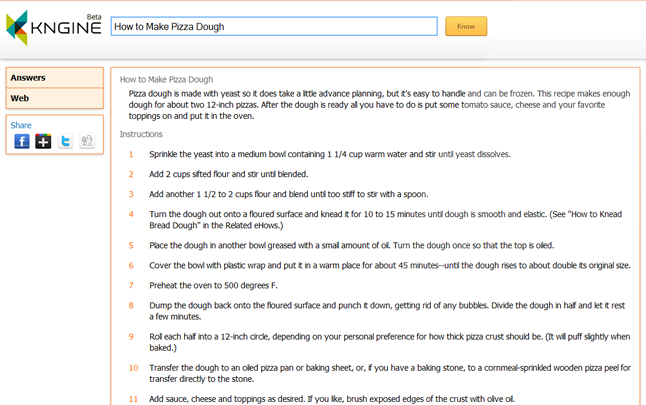 Beta
KNGINE
How to Make Pizza Dough
Know
Answers
Web
Share
How to Make Pizza Dough
Pizza dough is made with yeast so it does take a little advance planning, but it's easy to handle and can be frozen. This recipe makes enough
dough for about two 12-inch pizzas. After the dough is ready all you have to do is put some tomato sauce, cheese and your favorite
toppings on and put it in the oven.
Instructions
1 Sprinkle the yeast into a medium bowl containing 1 1/4 cup warm water and stir until yeast dissolves.
2 Add 2 cups sifted flour and stir until blended.
3 Add another 1 1/2 to 2 cups flour and blend until too stiff to stir with a spoon.
4 Turn the dough out onto a floured surface and knead it for 10 to 15 minutes until dough is smooth and elastic. (See "How to Knead
Bread Dough" in the Related eHows.)
5 Place the dough in another bowl greased with a small amount of oil. Turn the dough once so that the top is oiled.
6 Cover the bowl with plastic wrap and put it in a warm place for about 45 minutes--until the dough rises to about double its original size.
7 Preheat the oven to 500 degrees F.
8 Dump the dough back onto the floured surface and punch it down, getting rid of any bubbles. Divide the dough in half and let it rest
a few minutes.
9 Roll each half into a 12-inch circle, depending on your personal preference for how thick pizza crust should be. (It will puff slightly when
baked.)
10 Transfer the dough to an oiled pizza pan or baking sheet, or, if you have a baking stone, to a cornmeal-sprinkled wooden pizza peel for
transfer directly to the stone.
11 Add sauce, cheese and toppings as desired. If you like, brush exposed edges of the crust with olive oil.